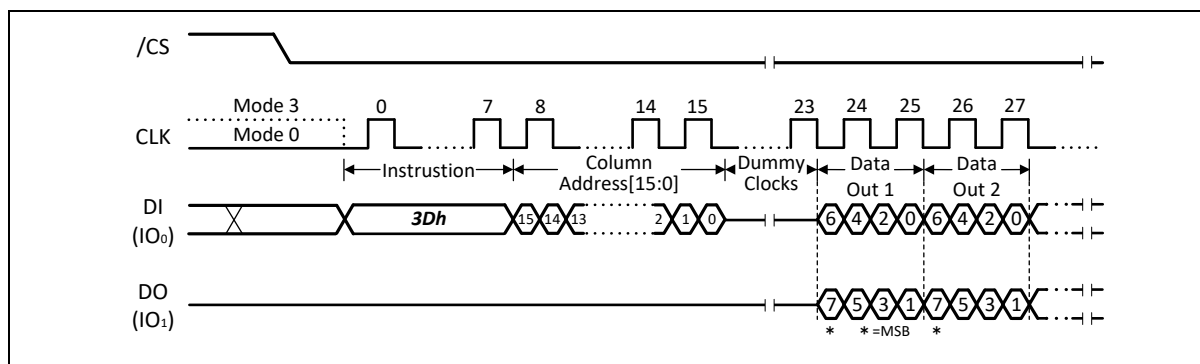 /CS
Mode 3 0 7 8 14 15 23 24 25 26 27
CLK Mode 0
Instrustion Column Dummy Data Data
Address[15:0] Clocks Out 1 Out 2
DI
(IO0) 3Dh 15 14 13 2 1 0 6 4 2 0 6 4 2 0
DO
(IO1) 7 5 3 1 7 5 3 1
* * =MSB *